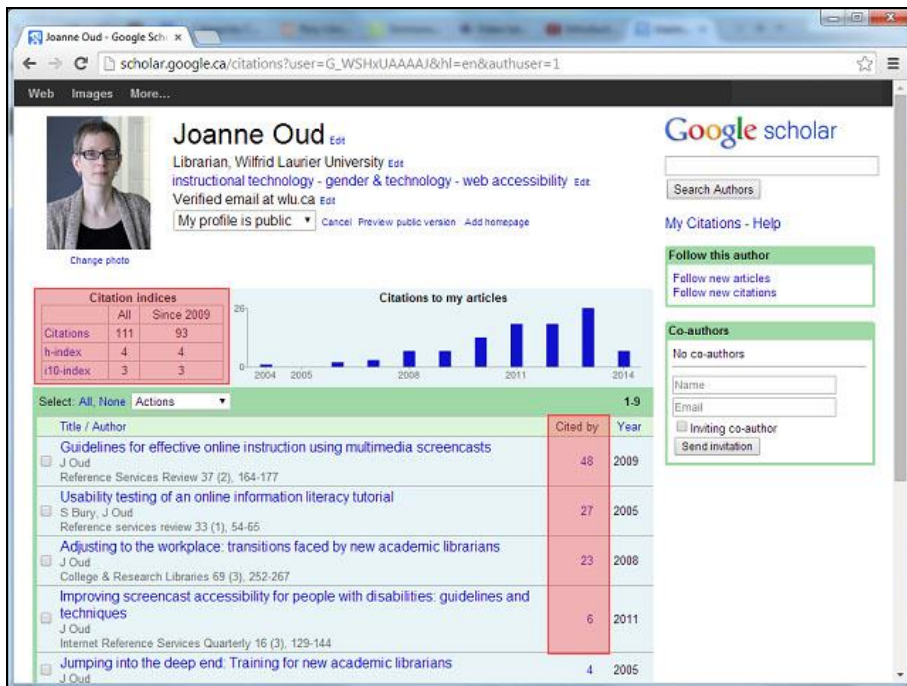 Joanne Oud - Google Sch
scholar.google.ca/citations?user=G_WSHxUAAAAJ&hl=en&authuser=1
Web Images More...
Joanne Oud Edit
Librarian, Wilfrid Laurier University Edit
instructional technology - gender & technology - web accessibility Edit
Verified email at wlu.ca Edit
My profile is public Cancel Preview public version Add homepage
Change photo
Google scholar
Search Authors
My Citations - Help
Follow this author
Follow new articles
Follow new citations
Co-authors
No co-authors
Name
Email
Inviting co-author
Send invitation
Citation indices
All Since 2009
Citations 111 93
h-index 4 4
i10-index 3 3
Citations to my articles
26
0
2004 2005 2008 2011 2014
Select: All, None Actions 1-9
Title / Author Cited by Year
Guidelines for effective online instruction using multimedia screencasts
J Oud
Reference Services Review 37 (2), 164-177
48 2009
Usability testing of an online information literacy tutorial
S Bury, J Oud
Reference services review 33 (1), 54-65
27 2005
Adjusting to the workplace: transitions faced by new academic librarians
J Oud
College & Research Libraries 69 (3), 252-267
23 2008
Improving screencast accessibility for people with disabilities: guidelines and
techniques
J Oud
Internet Reference Services Quarterly 16 (3), 129-144
6 2011
Jumping into the deep end: Training for new academic librarians
J Oud
4 2005